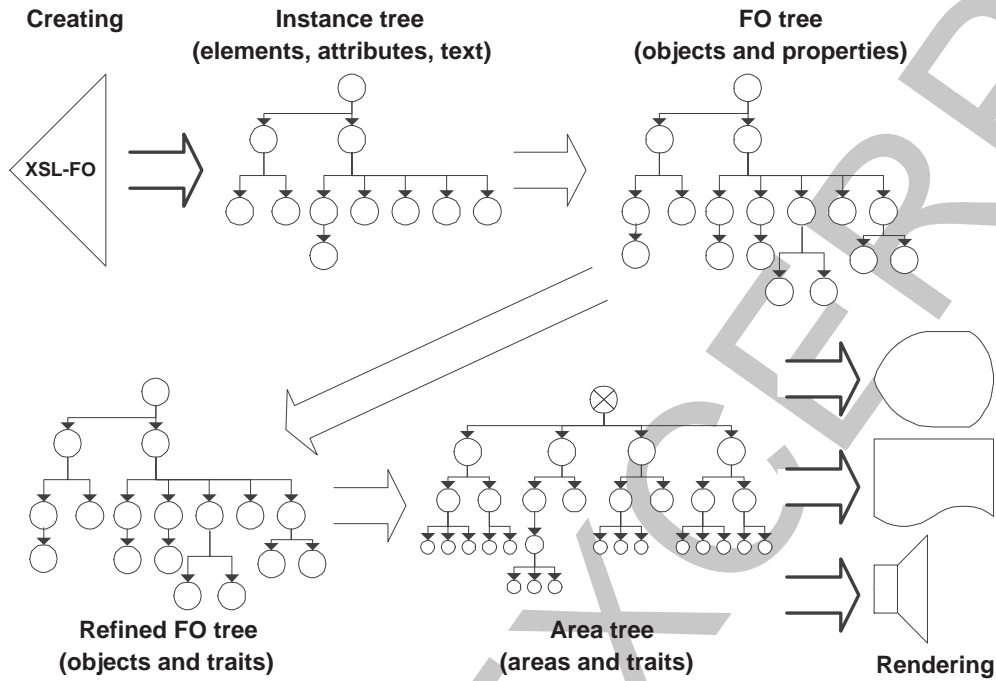 Creating
Instance tree
(elements, attributes, text)
FO tree
(objects and properties)
XSL-FO
Refined FO tree
(objects and traits)
Area tree
(areas and traits)
Rendering